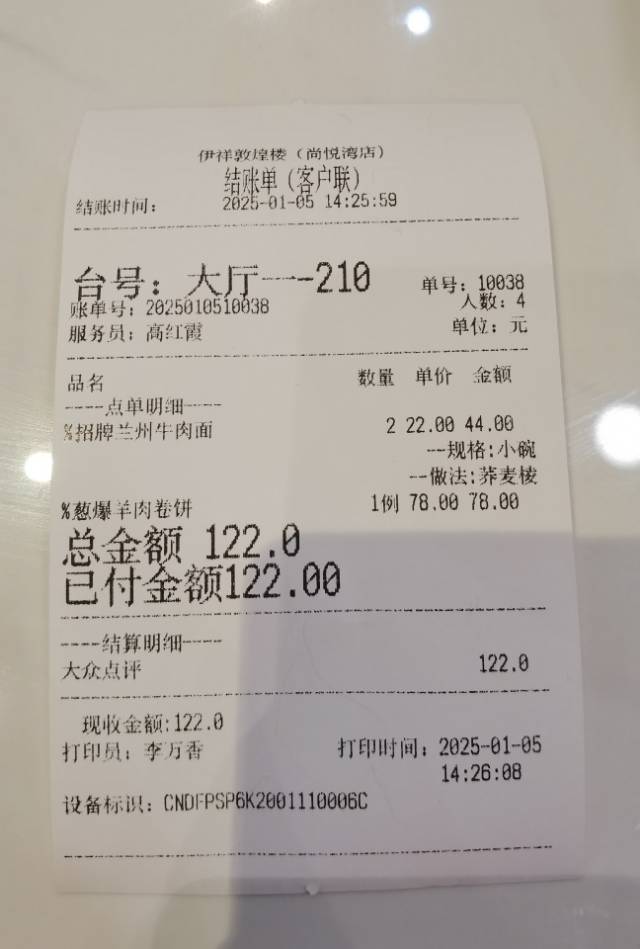 伊祥敦煌楼（尚悦湾店）
结账单（客户联）
结账时间： 2025-01-05 14:25:59
台号：大厅一-210 单号：10038
账单号：2025010510038 人数：4
服务员：高红霞 单位：元
品名 数量 单价 金额
----点单明细----
%招牌兰州牛肉面 2 22.00 44.00
--规格:小碗
--做法:荞麦棱
%葱爆羊肉卷饼 1例 78.00 78.00
总金额 122.0
已付金额122.00
----结算明细----
大众点评 122.0
现收金额:122.0
打印员：李万香 打印时间：2025-01-05
14:26:08
设备标识：CNDFPSP6K2001110006C